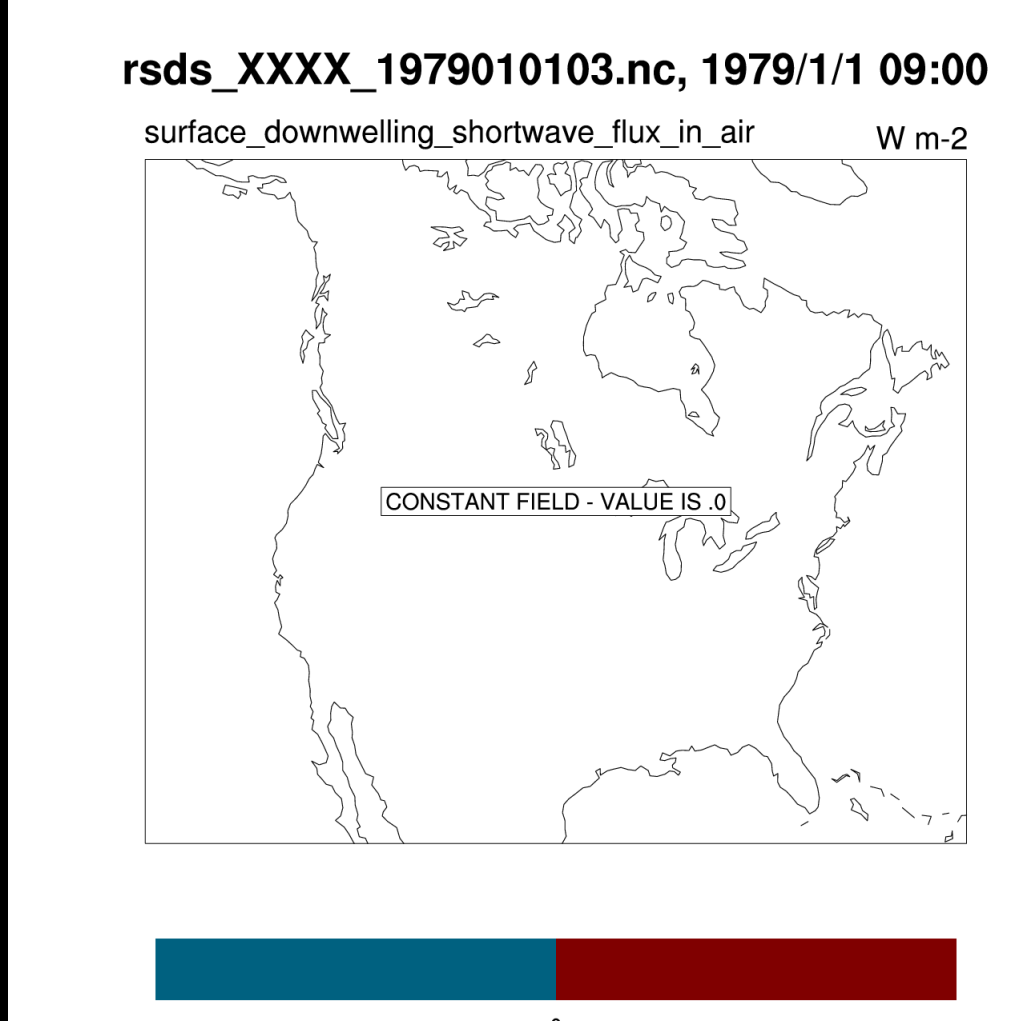 rsds_XXXX_1979010103.nc, 1979/1/1 09:00
surface_downwelling_shortwave_flux_in_air W m-2
CONSTANT FIELD - VALUE IS .0